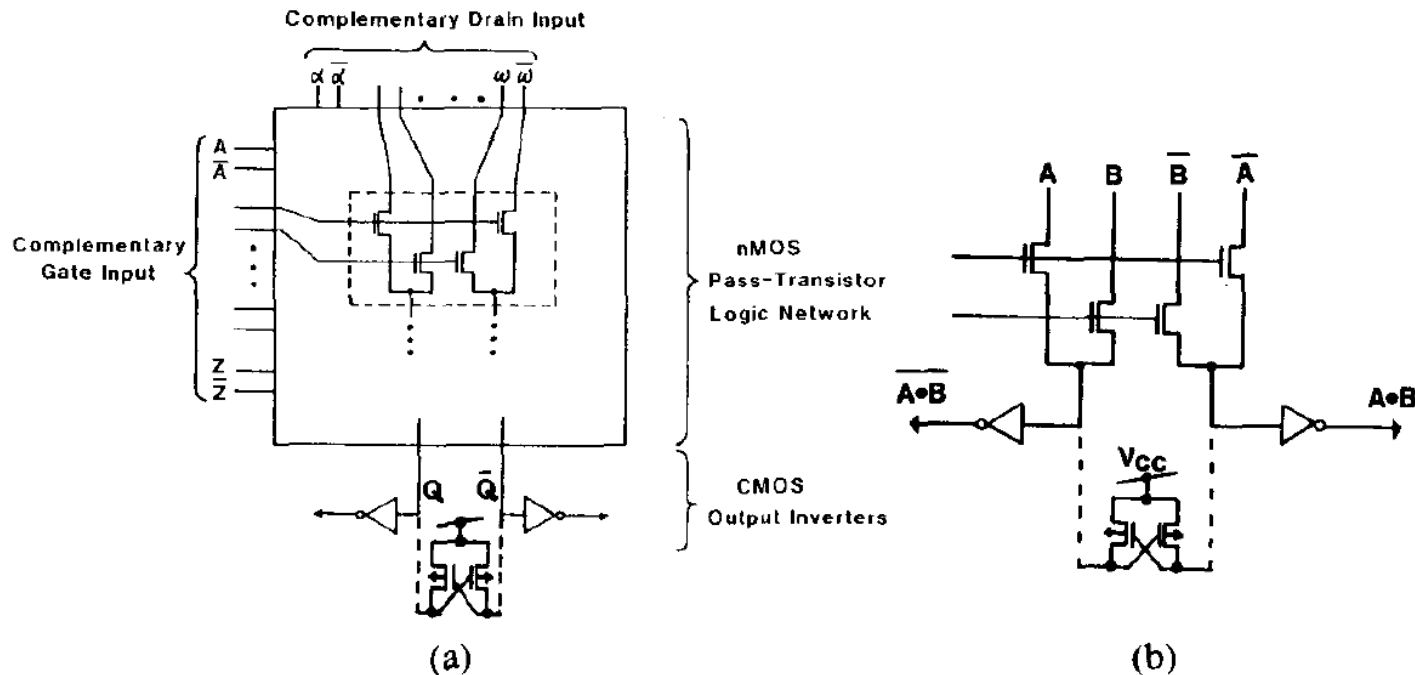 Complementary Drain Input
α α̅ • • • ω ω̅
A
A̅
Complementary
Gate Input
Z
Z̅
nMOS
Pass-Transistor
Logic Network
Q Q̅
CMOS
Output Inverters
(a)
A B B̅ A̅
A̅•̅B̅ A•B
Vcc
(b)